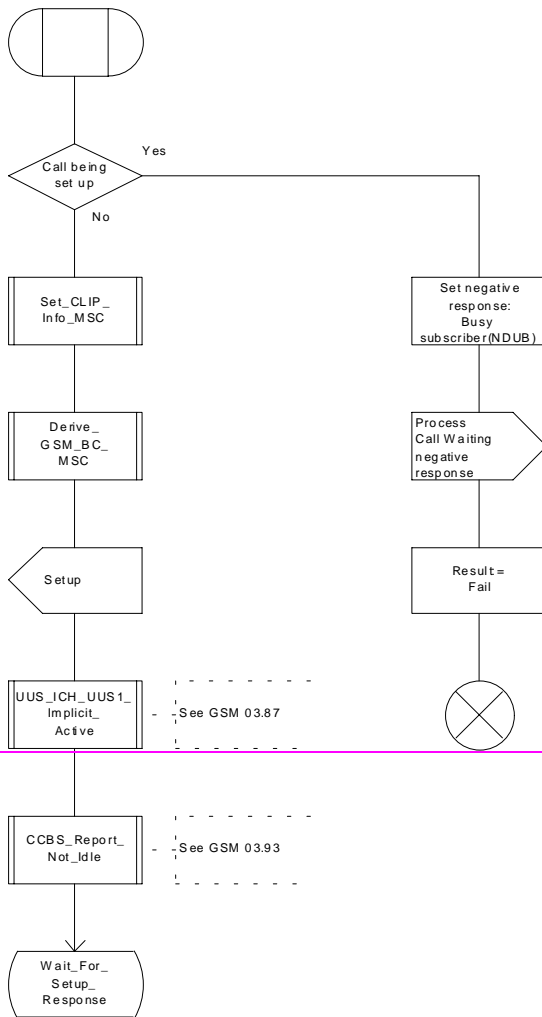 Yes
Call being
set up
No
Set_CLIP_
Info_MSC
Set negative
response:
Busy
subscriber(NDUB)
Derive_
GSM_BC_
MSC
Process
Call Waiting
negative
response
Setup
Result=
Fail
UUS_ICH_UUS1_
Implicit_
Active
See GSM 03.87
CCBS_Report_
Not_Idle
See GSM 03.93
Wait_For_
Setup_
Response